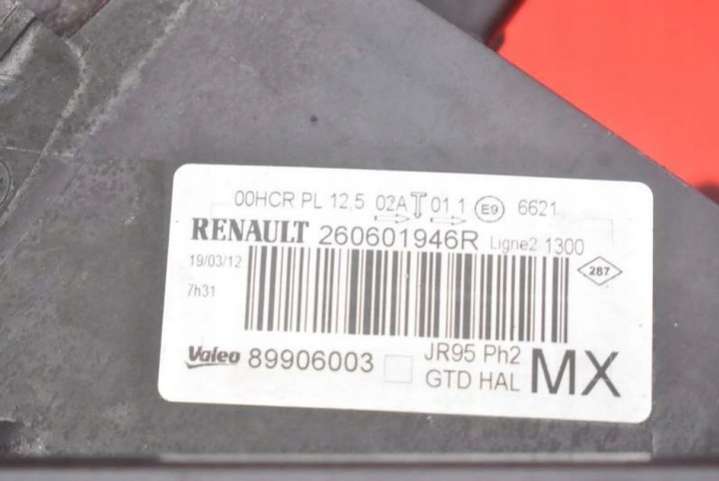 00HCR PL 12,5 02A T 01 1 E9 6621
RENAULT 260601946R Ligne2 1300
19/03/12
7h31
287
Valeo 89906003
JR95 Ph2
GTD HAL
MX